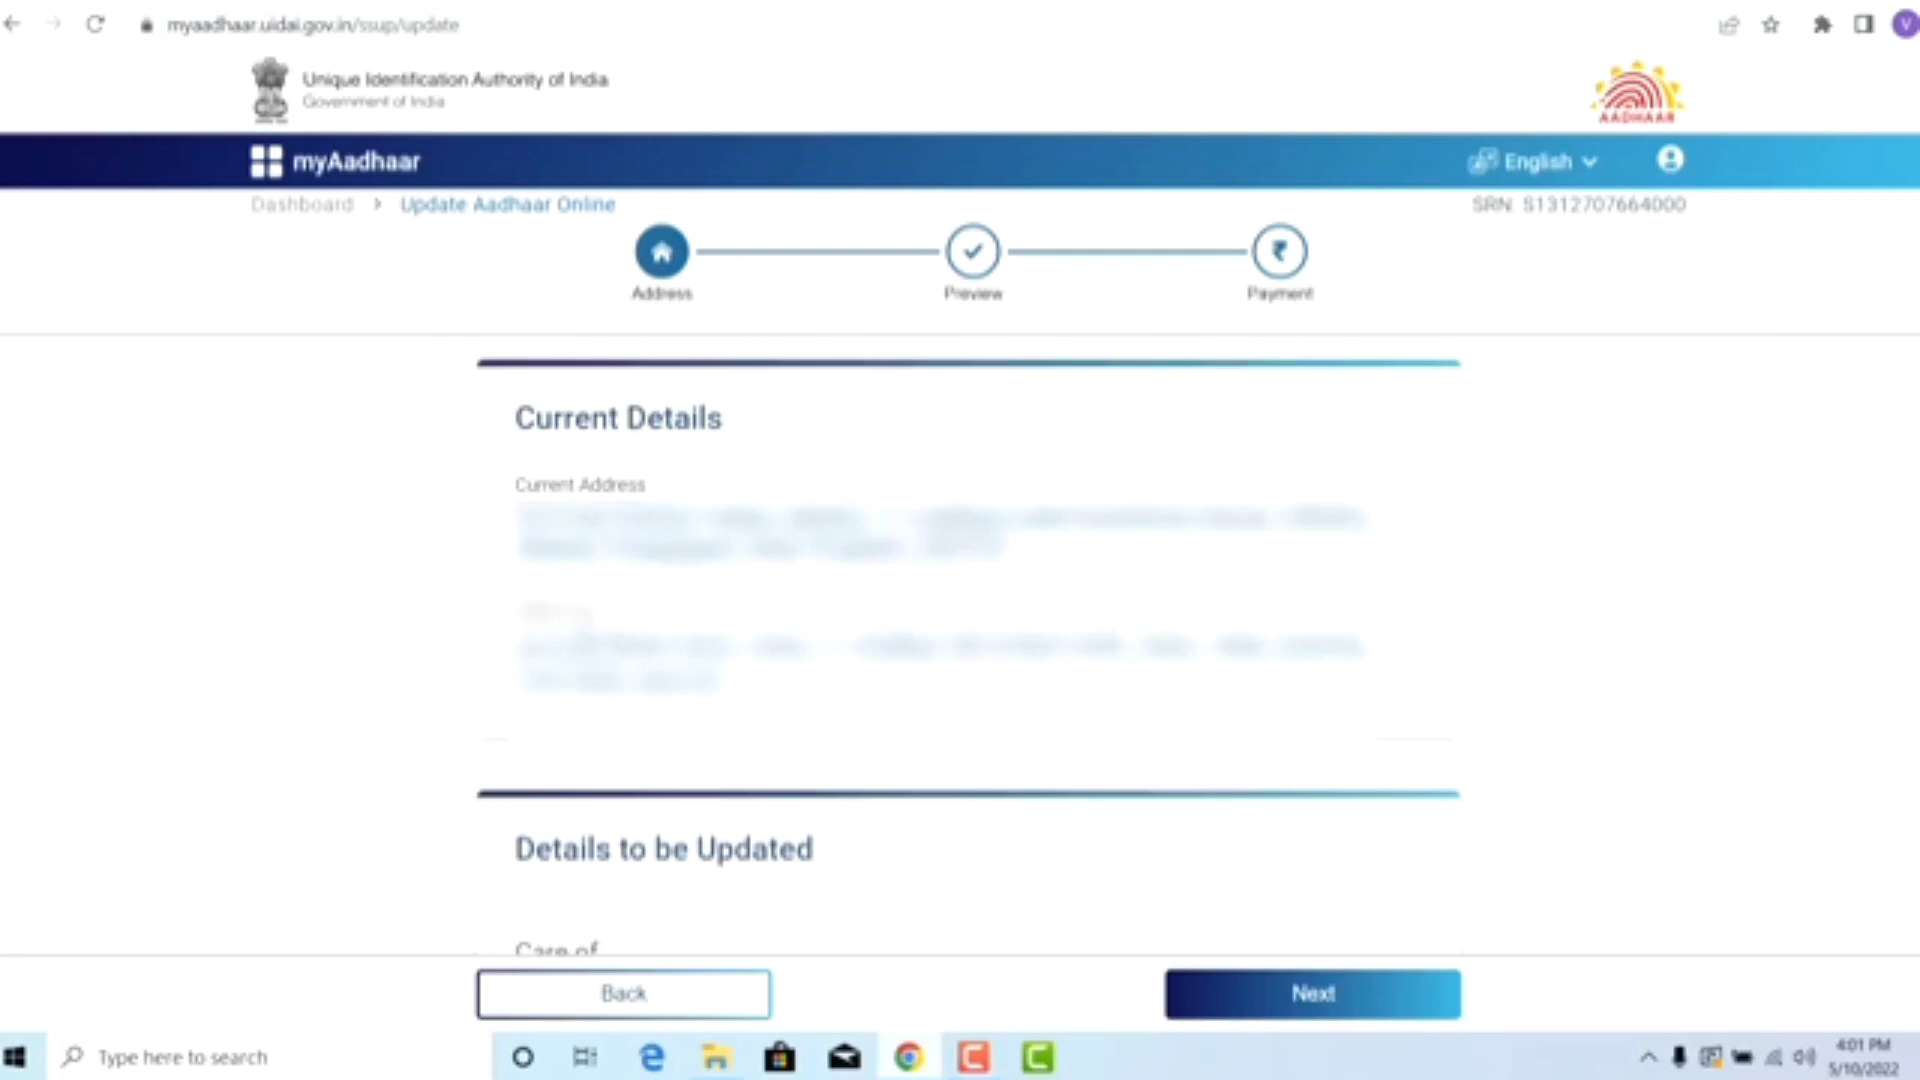 myaadhaar.uidai.gov.in/ssup/update
V
Unique Identification Authority of India
Government of India
AADHAAR
myAadhaar
English
Dashboard > Update Aadhaar Online
SRN: S1312707664000
Address
Preview
Payment
Current Details
Current Address
Details to be Updated
Care of
Back
Next
Type here to search
4:01 PM
5/10/2022